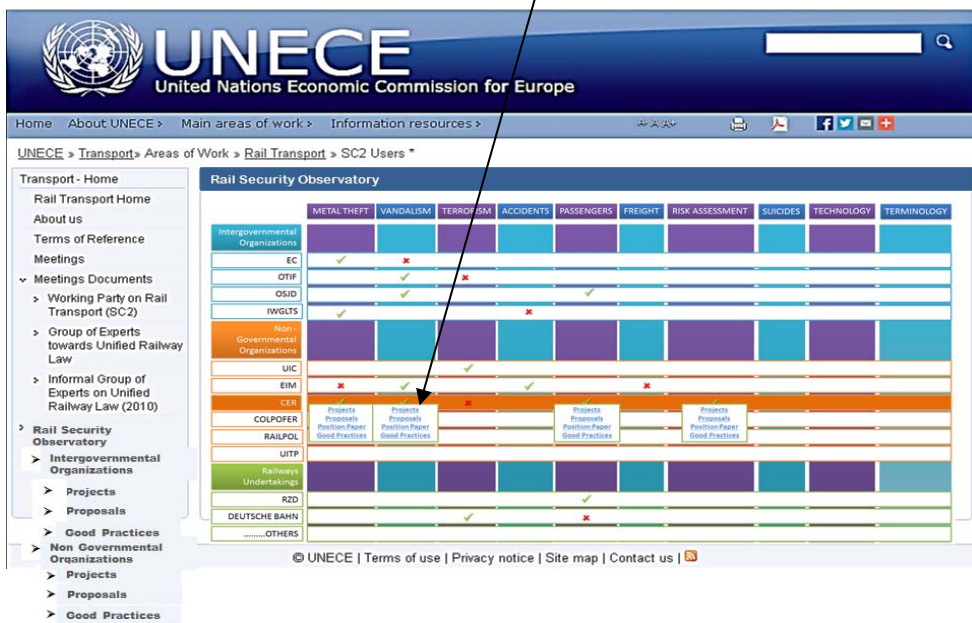 UNECE
United Nations Economic Commission for Europe
Home About UNECE > Main areas of work > Information resources >
UNECE » Transport» Areas of Work » Rail Transport » SC2 Users *
Transport - Home
Rail Transport Home
About us
Terms of Reference
Meetings
Meetings Documents
Working Party on Rail
Transport (SC2)
Group of Experts
towards Unified Railway
Law
Informal Group of
Experts on Unified
Railway Law (2010)
Rail Security
Observatory
Intergovernmental
Organizations
Projects
Proposals
Good Practices
Non Governmental
Organizations
Projects
Proposals
Good Practices
Rail Security Observatory
METAL THEFT VANDALISM TERRORISM ACCIDENTS PASSENGERS FREIGHT RISK ASSESSMENT SUICIDES TECHNOLOGY TERMINOLOGY
Intergovernmental
Organizations
EC
OTIF
OSJD
IWGLTS
Non-
Governmental
Organizations
UIC
EIM
CER
Projects Projects Projects Projects
Proposals Proposals Proposals Proposals
Position Paper Position Paper Position Paper Position Paper
Good Practices Good Practices Good Practices Good Practices
COLPOFER
RAILPOL
UITP
Railways
Undertakings
RZD
DEUTSCHE BAHN
.........OTHERS
© UNECE | Terms of use | Privacy notice | Site map | Contact us |